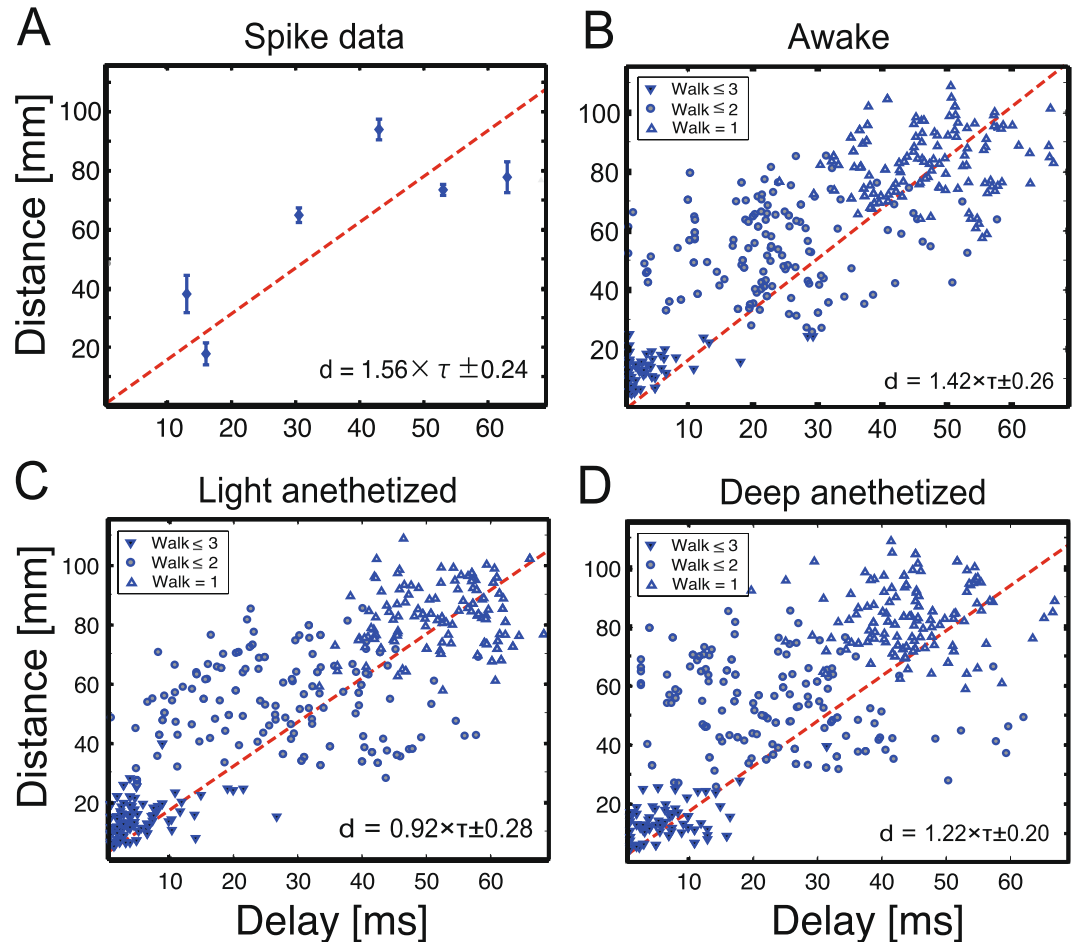 A
Spike data
Distance [mm]
100
80
60
40
20
10
20
30
40
50
60
d = 1.56× τ ±0.24
B
Awake
Walk ≤ 3
Walk ≤ 2
Walk = 1
100
80
60
40
20
10
20
30
40
50
60
d = 1.42×τ±0.26
C
Light anethetized
Walk ≤ 3
Walk ≤ 2
Walk = 1
Distance [mm]
100
80
60
40
20
10
20
30
40
50
60
d = 0.92×τ±0.28
Delay [ms]
D
Deep anethetized
Walk ≤ 3
Walk ≤ 2
Walk = 1
100
80
60
40
20
10
20
30
40
50
60
d = 1.22×τ±0.20
Delay [ms]